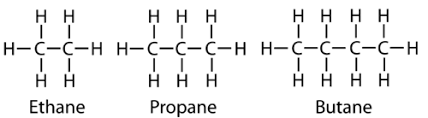 H H H H H H H H H
H–C–C–H H–C–C–C–H H–C–C–C–C–H
H H H H H H H H H
Ethane Propane Butane